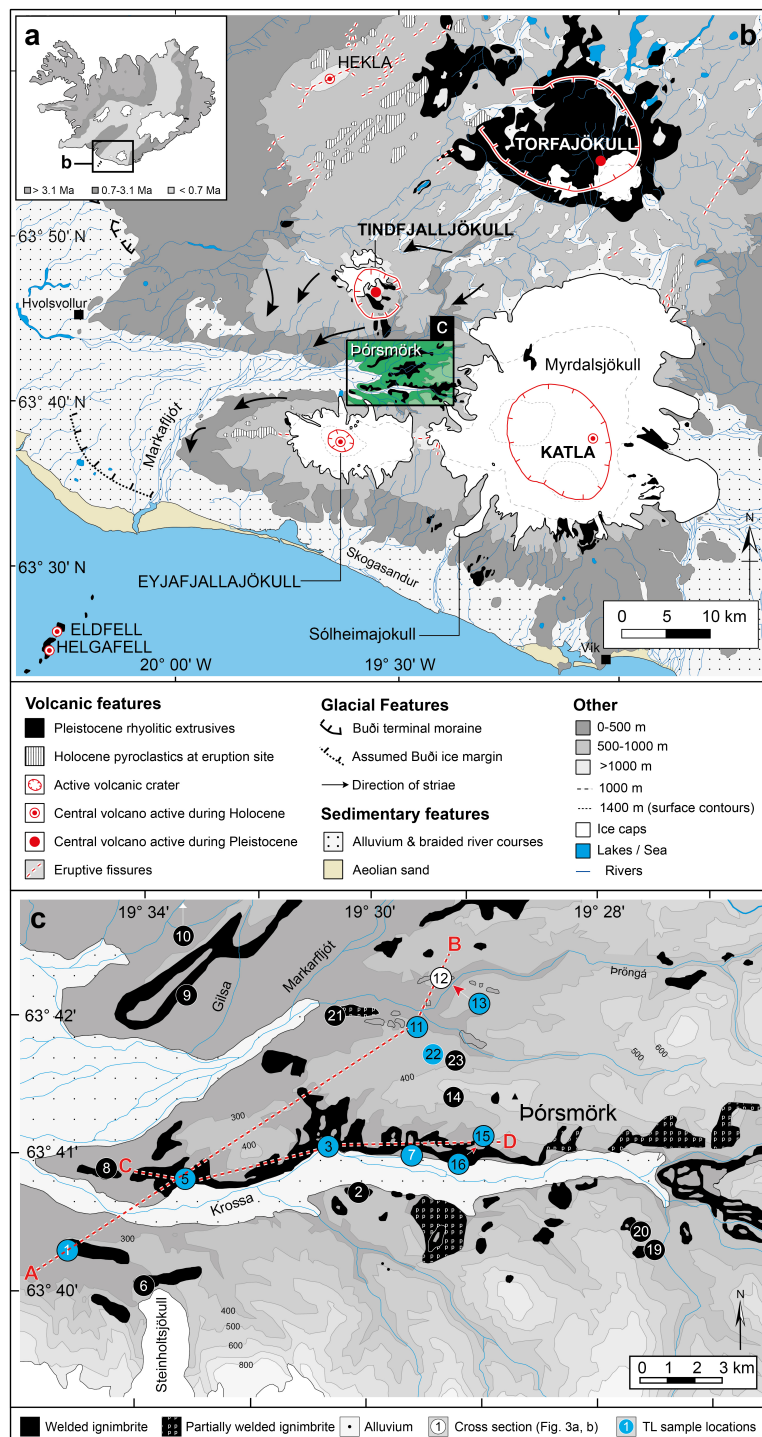 a
b
b
> 3.1 Ma
0.7-3.1 Ma
< 0.7 Ma
HEKLA
TORFAJÖKULL
TINDFJALLJÖKULL
63° 50' N
Hvolsvollur
c
Þórsmörk
Myrdalsjökull
63° 40' N
Markafljót
KATLA
63° 30' N
EYJAFJALLAJÖKULL
Skogasandur
Sólheimajokull
N
0 5 10 km
ELDFELL
HELGAFELL
20° 00' W
19° 30' W
Vik
Volcanic features
Pleistocene rhyolitic extrusives
Holocene pyroclastics at eruption site
Active volcanic crater
Central volcano active during Holocene
Central volcano active during Pleistocene
Eruptive fissures
Glacial Features
Buði terminal moraine
Assumed Buði ice margin
Direction of striae
Sedimentary features
Alluvium & braided river courses
Aeolian sand
Other
0-500 m
500-1000 m
>1000 m
1000 m
1400 m (surface contours)
Ice caps
Lakes / Sea
Rivers
c
19° 34'
19° 30'
19° 28'
10
B
Markarfljót
Gilsa
Þröngá
12
9
13
63° 42'
21
11
500
600
22
23
400
14
300
Þórsmörk
400
15
D
63° 41'
3
7
8
C
16
5
Krossa
2
300
20
1
19
A
6
63° 40'
Steinholtsjökull
400
500
600
800
N
0 1 2 3 km
Welded ignimbrite
Partially welded ignimbrite
Alluvium
1 Cross section (Fig. 3a, b)
1 TL sample locations